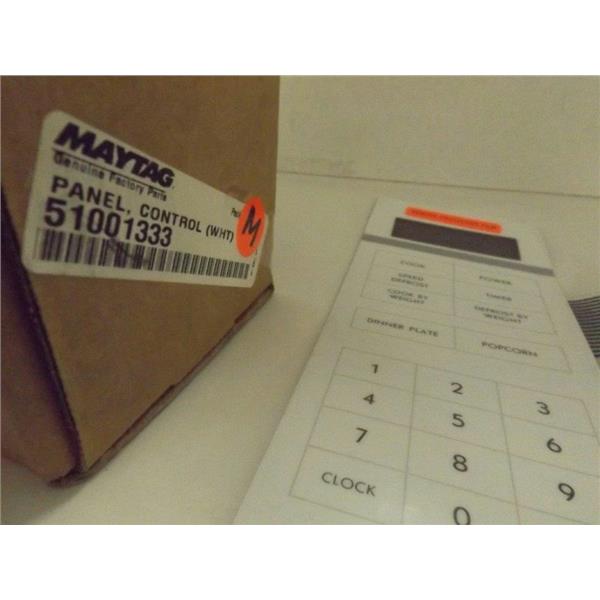 MAYTAG
Genuine Factory Parts
PANEL, CONTROL (WHT)
51001333
M
COOK
POWER
SPEED DEFROST
TIMER
COOK BY WEIGHT
DEFROST BY WEIGHT
DINNER PLATE
POPCORN
1
2
3
4
5
6
7
8
9
CLOCK
0